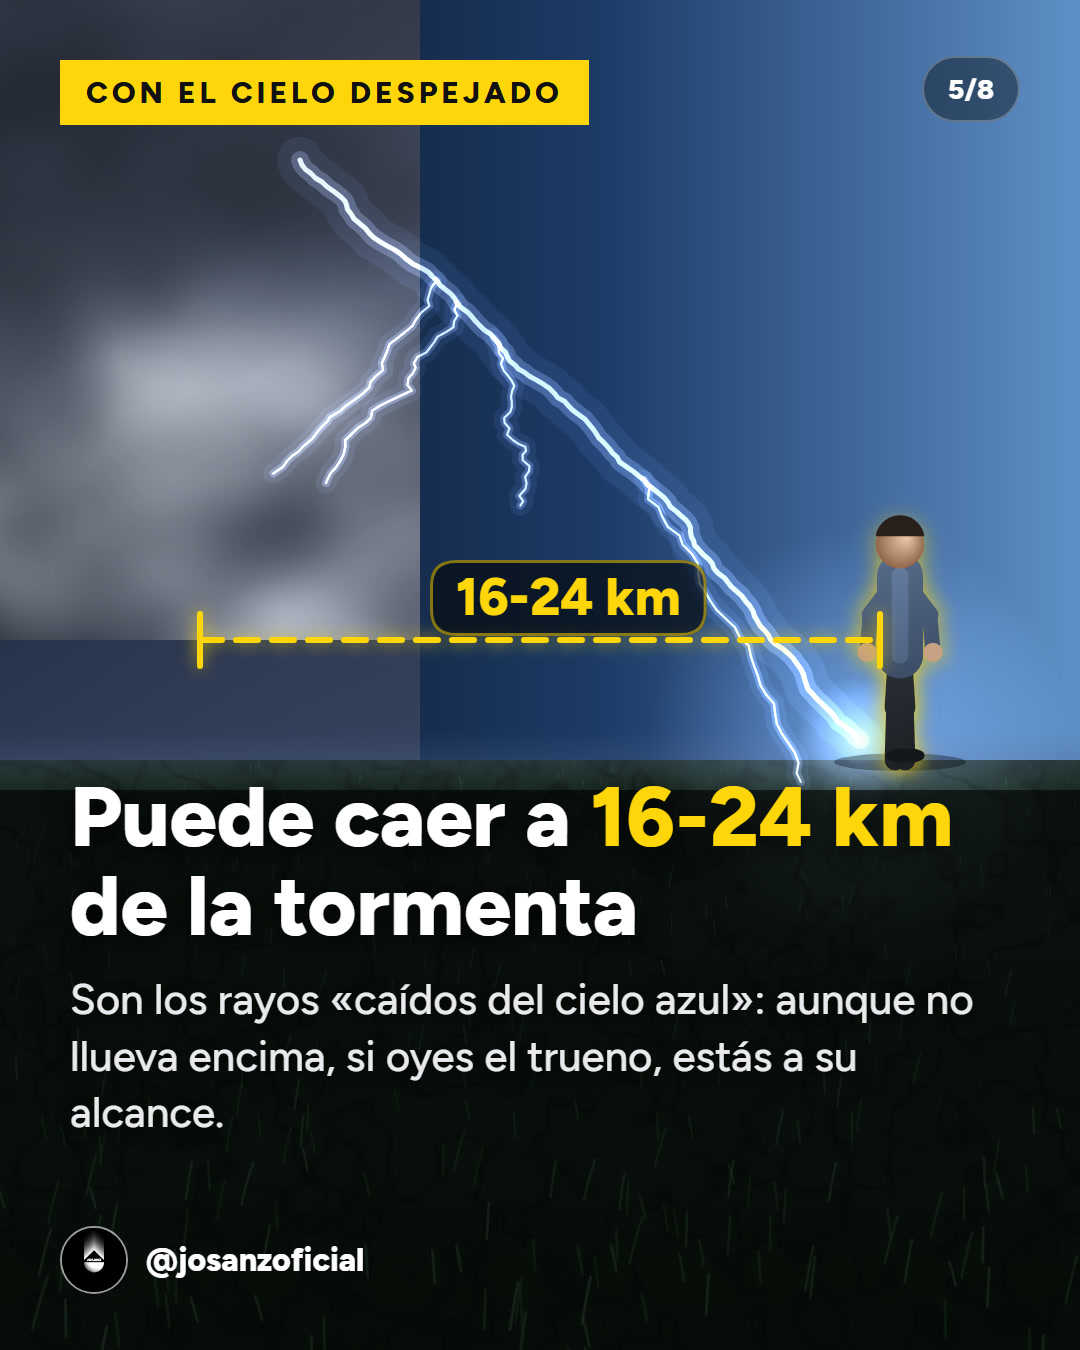 CON EL CIELO DESPEJADO
5/8
16-24 km
Puede caer a 16-24 km
de la tormenta
Son los rayos «caídos del cielo azul»: aunque no
llueva encima, si oyes el trueno, estás a su
alcance.
@josanzoficial